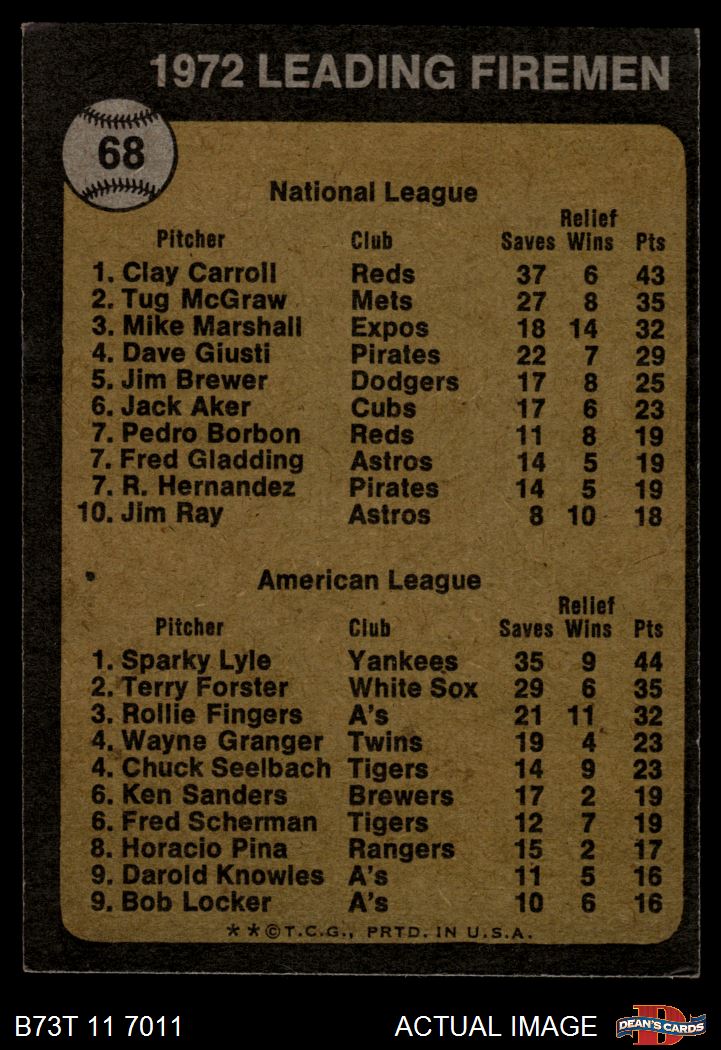 1972 LEADING FIREMEN
68
National League
Relief
Pitcher Club Saves Wins Pts
1. Clay Carroll Reds 37 6 43
2. Tug McGraw Mets 27 8 35
3. Mike Marshall Expos 18 14 32
4. Dave Giusti Pirates 22 7 29
5. Jim Brewer Dodgers 17 8 25
6. Jack Aker Cubs 17 6 23
7. Pedro Borbon Reds 11 8 19
7. Fred Gladding Astros 14 5 19
7. R. Hernandez Pirates 14 5 19
10. Jim Ray Astros 8 10 18
American League
Relief
Pitcher Club Saves Wins Pts
1. Sparky Lyle Yankees 35 9 44
2. Terry Forster White Sox 29 6 35
3. Rollie Fingers A's 21 11 32
4. Wayne Granger Twins 19 4 23
4. Chuck Seelbach Tigers 14 9 23
6. Ken Sanders Brewers 17 2 19
6. Fred Scherman Tigers 12 7 19
8. Horacio Pina Rangers 15 2 17
9. Darold Knowles A's 11 5 16
9. Bob Locker A's 10 6 16
* * © T.C.G., PRTD. IN U.S.A.
B73T 11 7011 ACTUAL IMAGE D DEAN'S CARDS